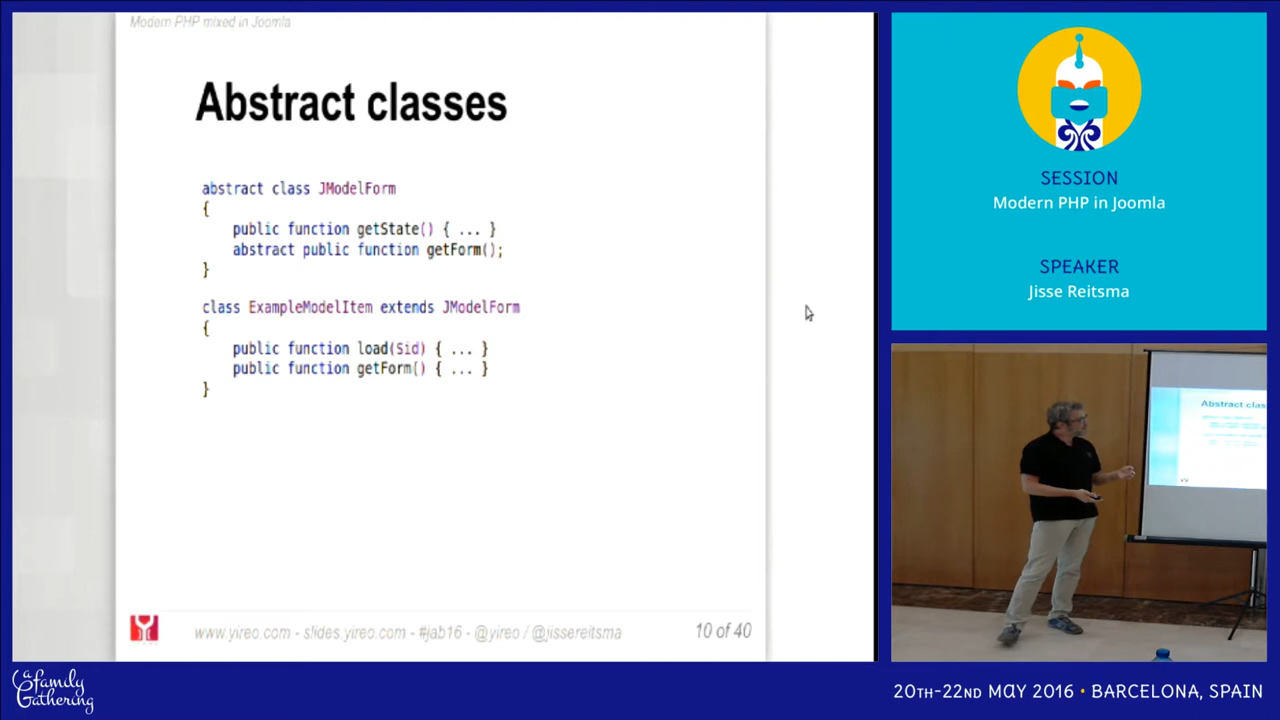 Modern PHP mixed in Joomla
Abstract classes
abstract class JModelForm
{
public function getState() { ... }
abstract public function getForm();
}
class ExampleModelItem extends JModelForm
{
public function load($id) { ... }
public function getForm() { ... }
}
www.yireo.com - slides.yireo.com - #jab16 - @yireo / @jissereitsma
10 of 40
SESSION
Modern PHP in Joomla
SPEAKER
Jisse Reitsma
Abstract clas
a family
Gathering
20TH-22ND MAY 2016 • BARCELONA, SPAIN